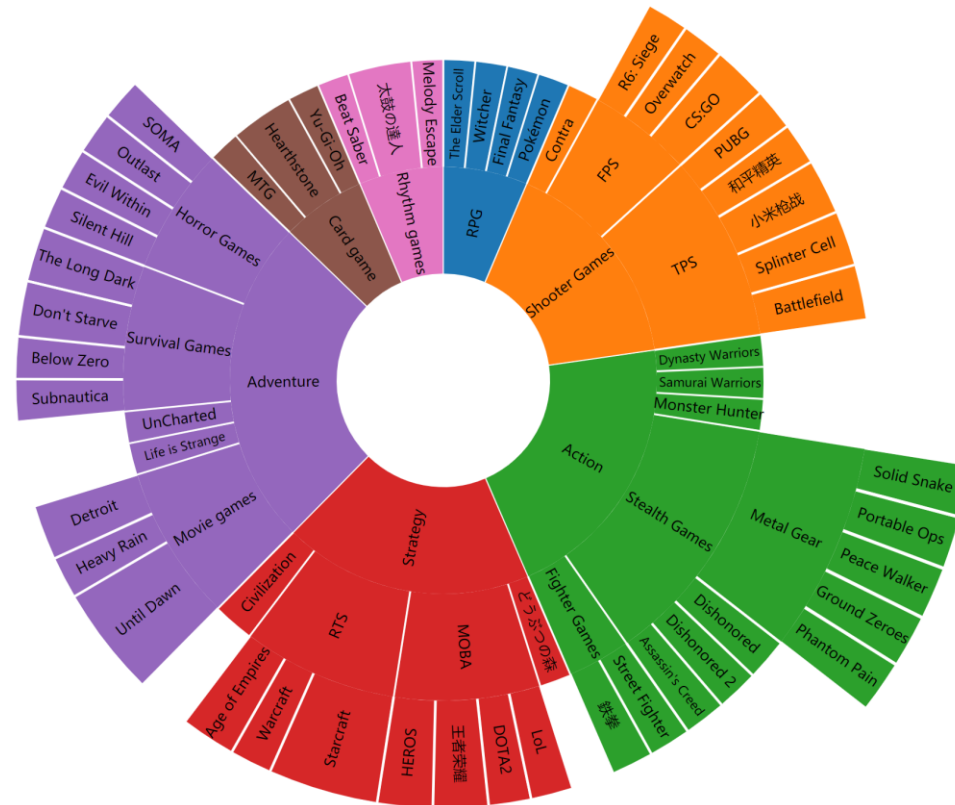 RPG
The Elder Scroll
Witcher
Final Fantasy
Pokémon
Shooter Games
Contra
FPS
R6: Siege
Overwatch
CS:GO
TPS
PUBG
和平精英
小米枪战
Splinter Cell
Battlefield
Action
Dynasty Warriors
Samurai Warriors
Monster Hunter
Stealth Games
Metal Gear
Solid Snake
Portable Ops
Peace Walker
Ground Zeroes
Phantom Pain
Dishonored
Dishonored 2
Assassin's Creed
Fighter Games
Street Fighter
鉄拳
Strategy
どうぶつの森
MOBA
LoL
DOTA2
王者荣耀
HEROS
RTS
Starcraft
Warcraft
Age of Empires
Civilization
Adventure
Movie games
Until Dawn
Heavy Rain
Detroit
Life is Strange
UnCharted
Survival Games
Subnautica
Below Zero
Don't Starve
The Long Dark
Horror Games
Silent Hill
Evil Within
Outlast
SOMA
Card game
MTG
Hearthstone
Yu-Gi-Oh
Rhythm games
Beat Saber
太鼓の達人
Melody Escape